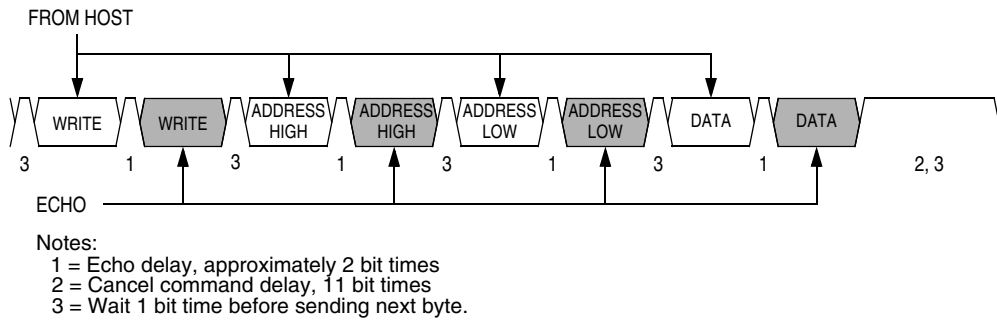 FROM HOST
WRITE WRITE ADDRESS HIGH ADDRESS HIGH ADDRESS LOW ADDRESS LOW DATA DATA
3 1 3 1 3 1 3 1 2, 3
ECHO
Notes:
1 = Echo delay, approximately 2 bit times
2 = Cancel command delay, 11 bit times
3 = Wait 1 bit time before sending next byte.